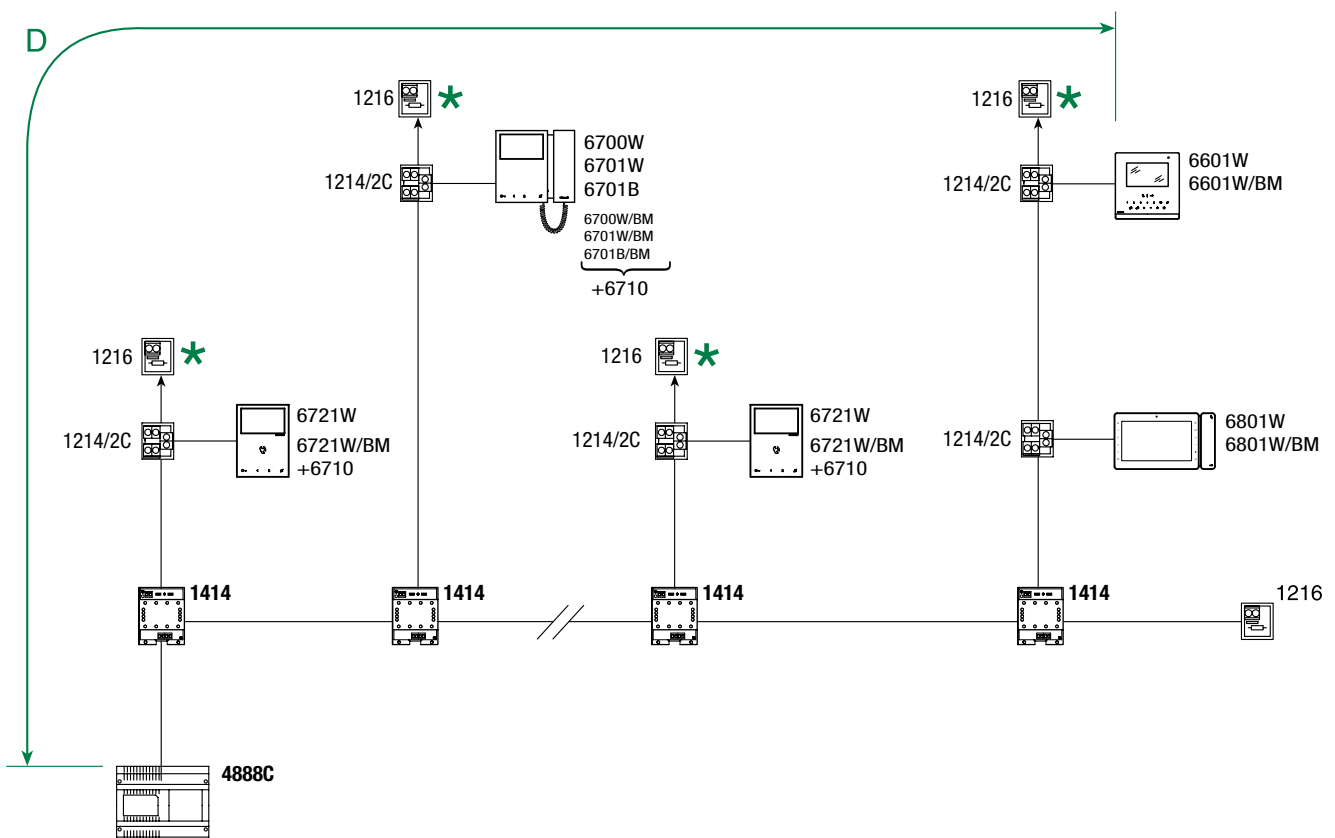 D
1216 *
1216 *
1214/2C
6700W
6701W
6701B
6700W/BM
6701W/BM
6701B/BM
+6710
1214/2C
6601W
6601W/BM
1216 *
1216 *
1214/2C
6721W
6721W/BM
+6710
1214/2C
6721W
6721W/BM
+6710
1214/2C
6801W
6801W/BM
1414
1414
1414
1414
1216
4888C